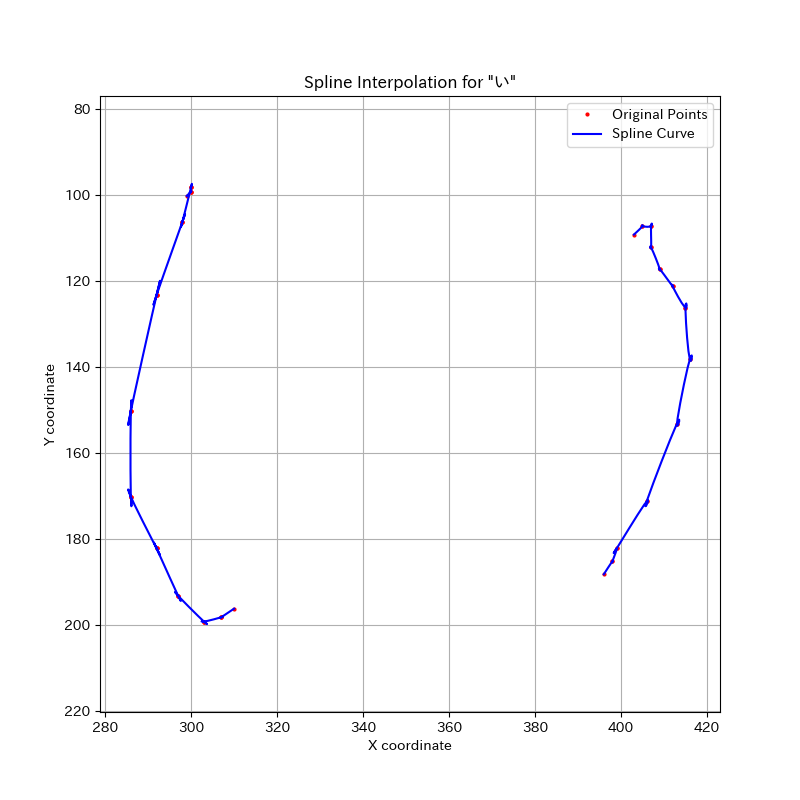 Spline Interpolation for "い"
Original Points
Spline Curve
80
100
120
140
160
180
200
220
Y coordinate
280 300 320 340 360 380 400 420
X coordinate